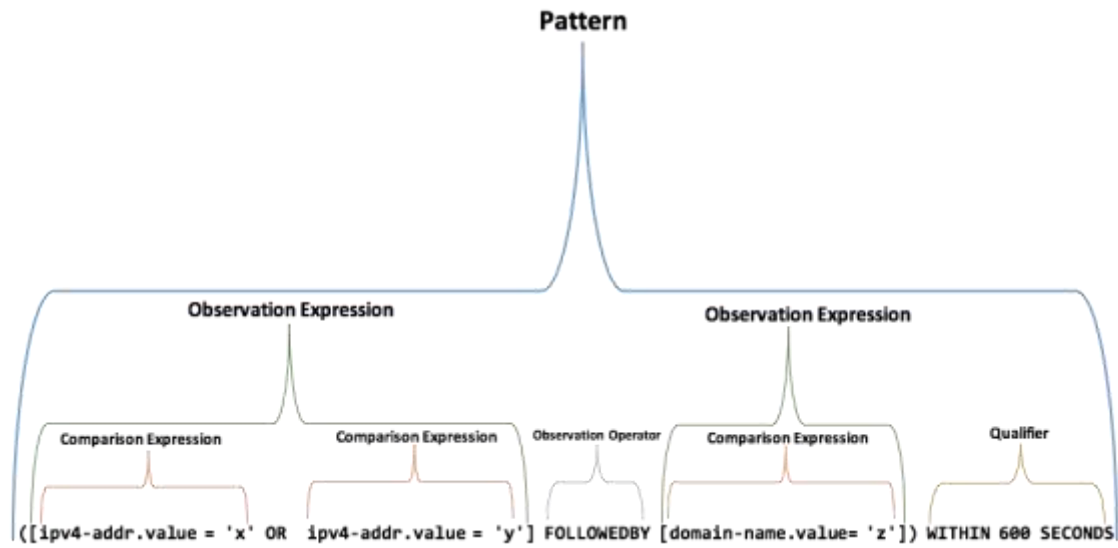 Pattern
Observation Expression Observation Expression
Comparison Expression Comparison Expression Observation Operator Comparison Expression Qualifier
([ipv4-addr.value = 'x' OR ipv4-addr.value = 'y'] FOLLOWEDBY [domain-name.value= 'z']) WITHIN 600 SECONDS